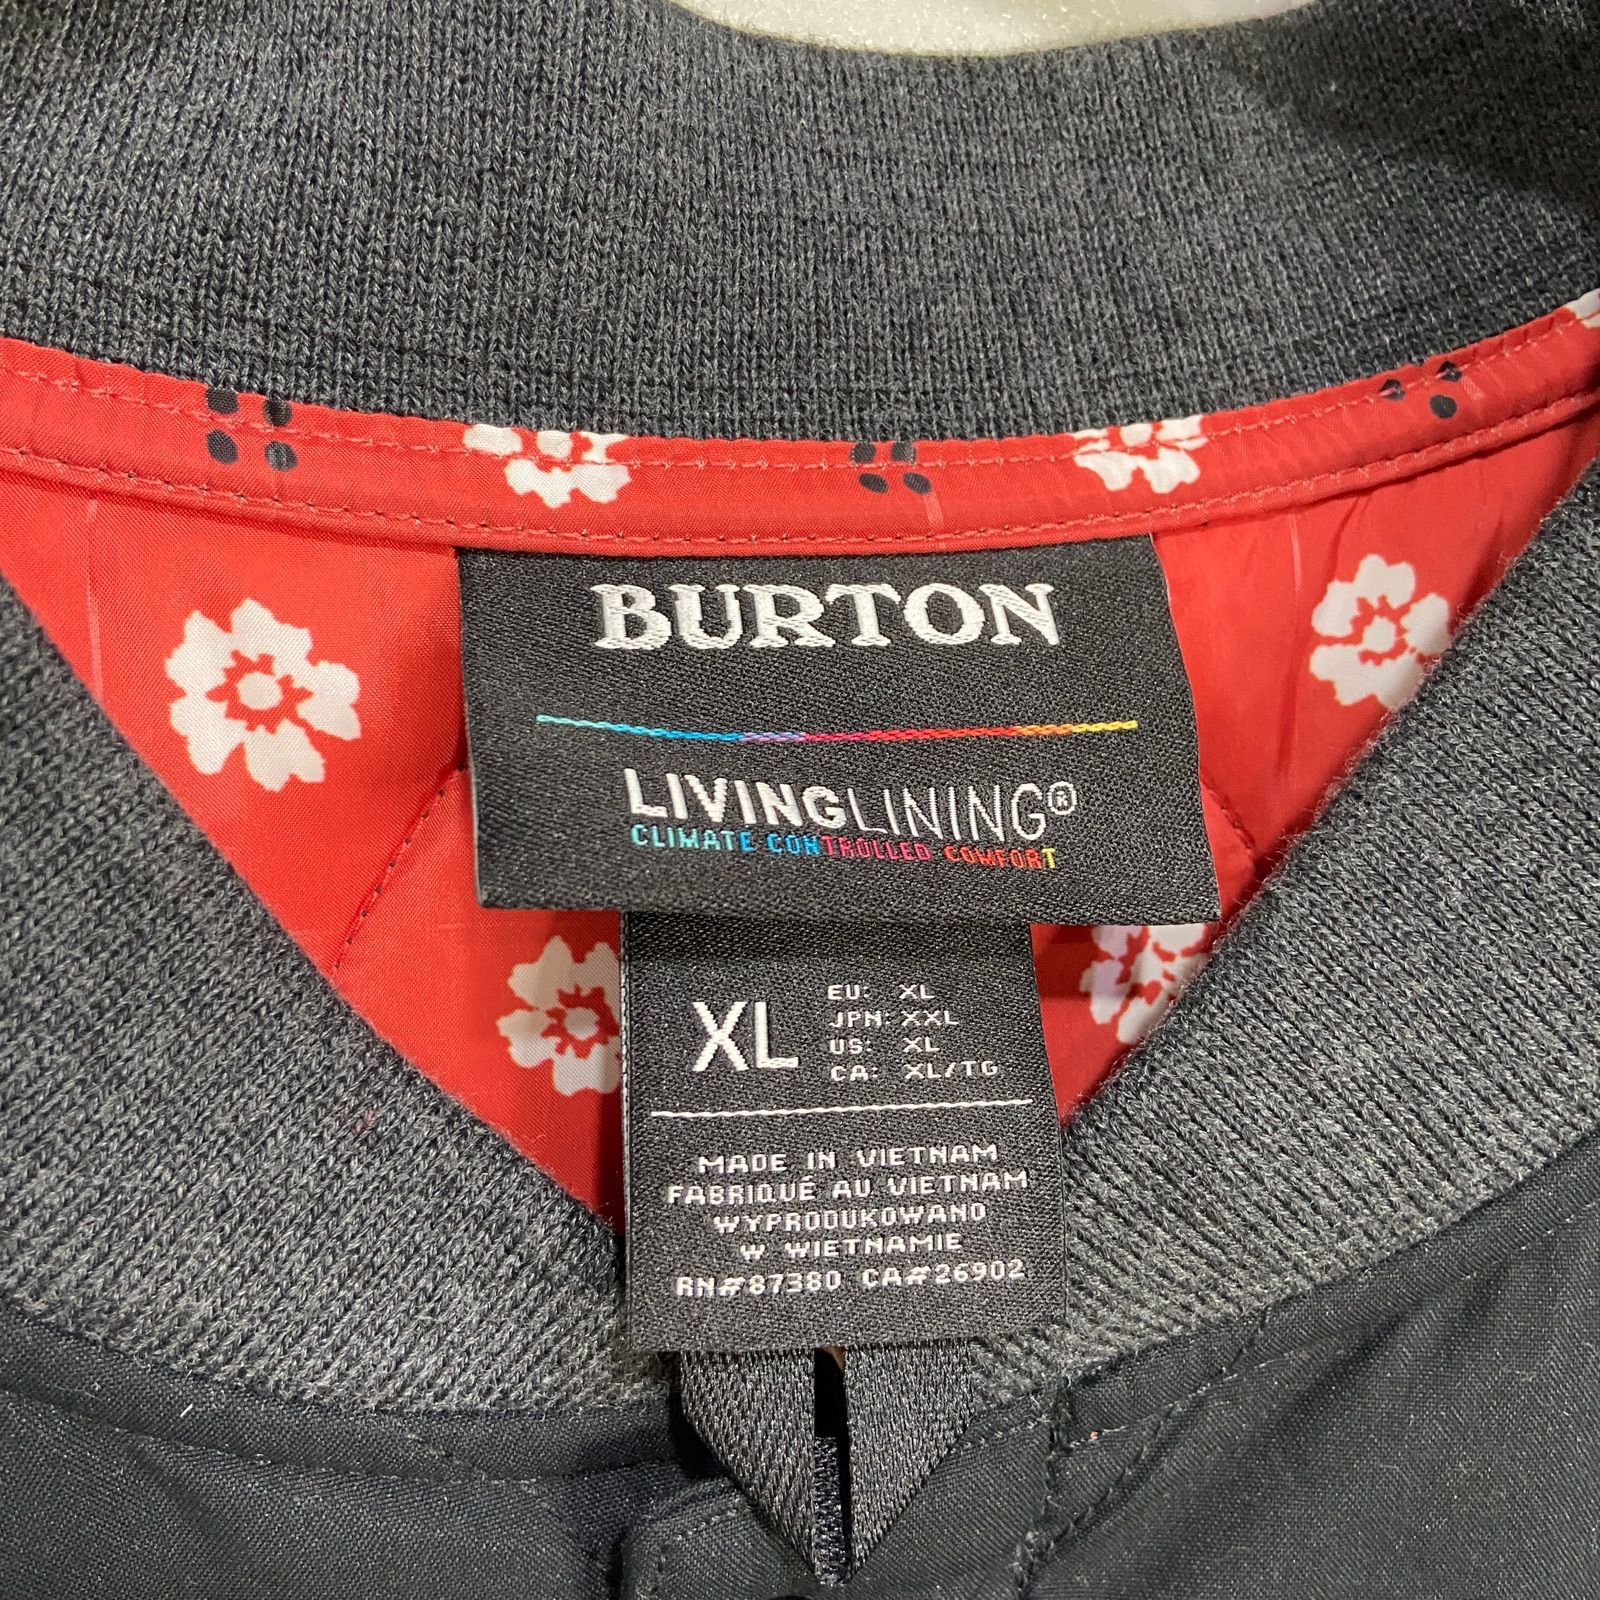 BURTON
LIVINGLINING®
CLIMATE CONTROLLED COMFORT
XL
EU: XL
JPN: XXL
US: XL
CA: XL/TG
MADE IN VIETNAM
FABRIQUÉ AU VIETNAM
WYPRODUKOWANO
W WIETNAMIE
RN#87380 CA#26902